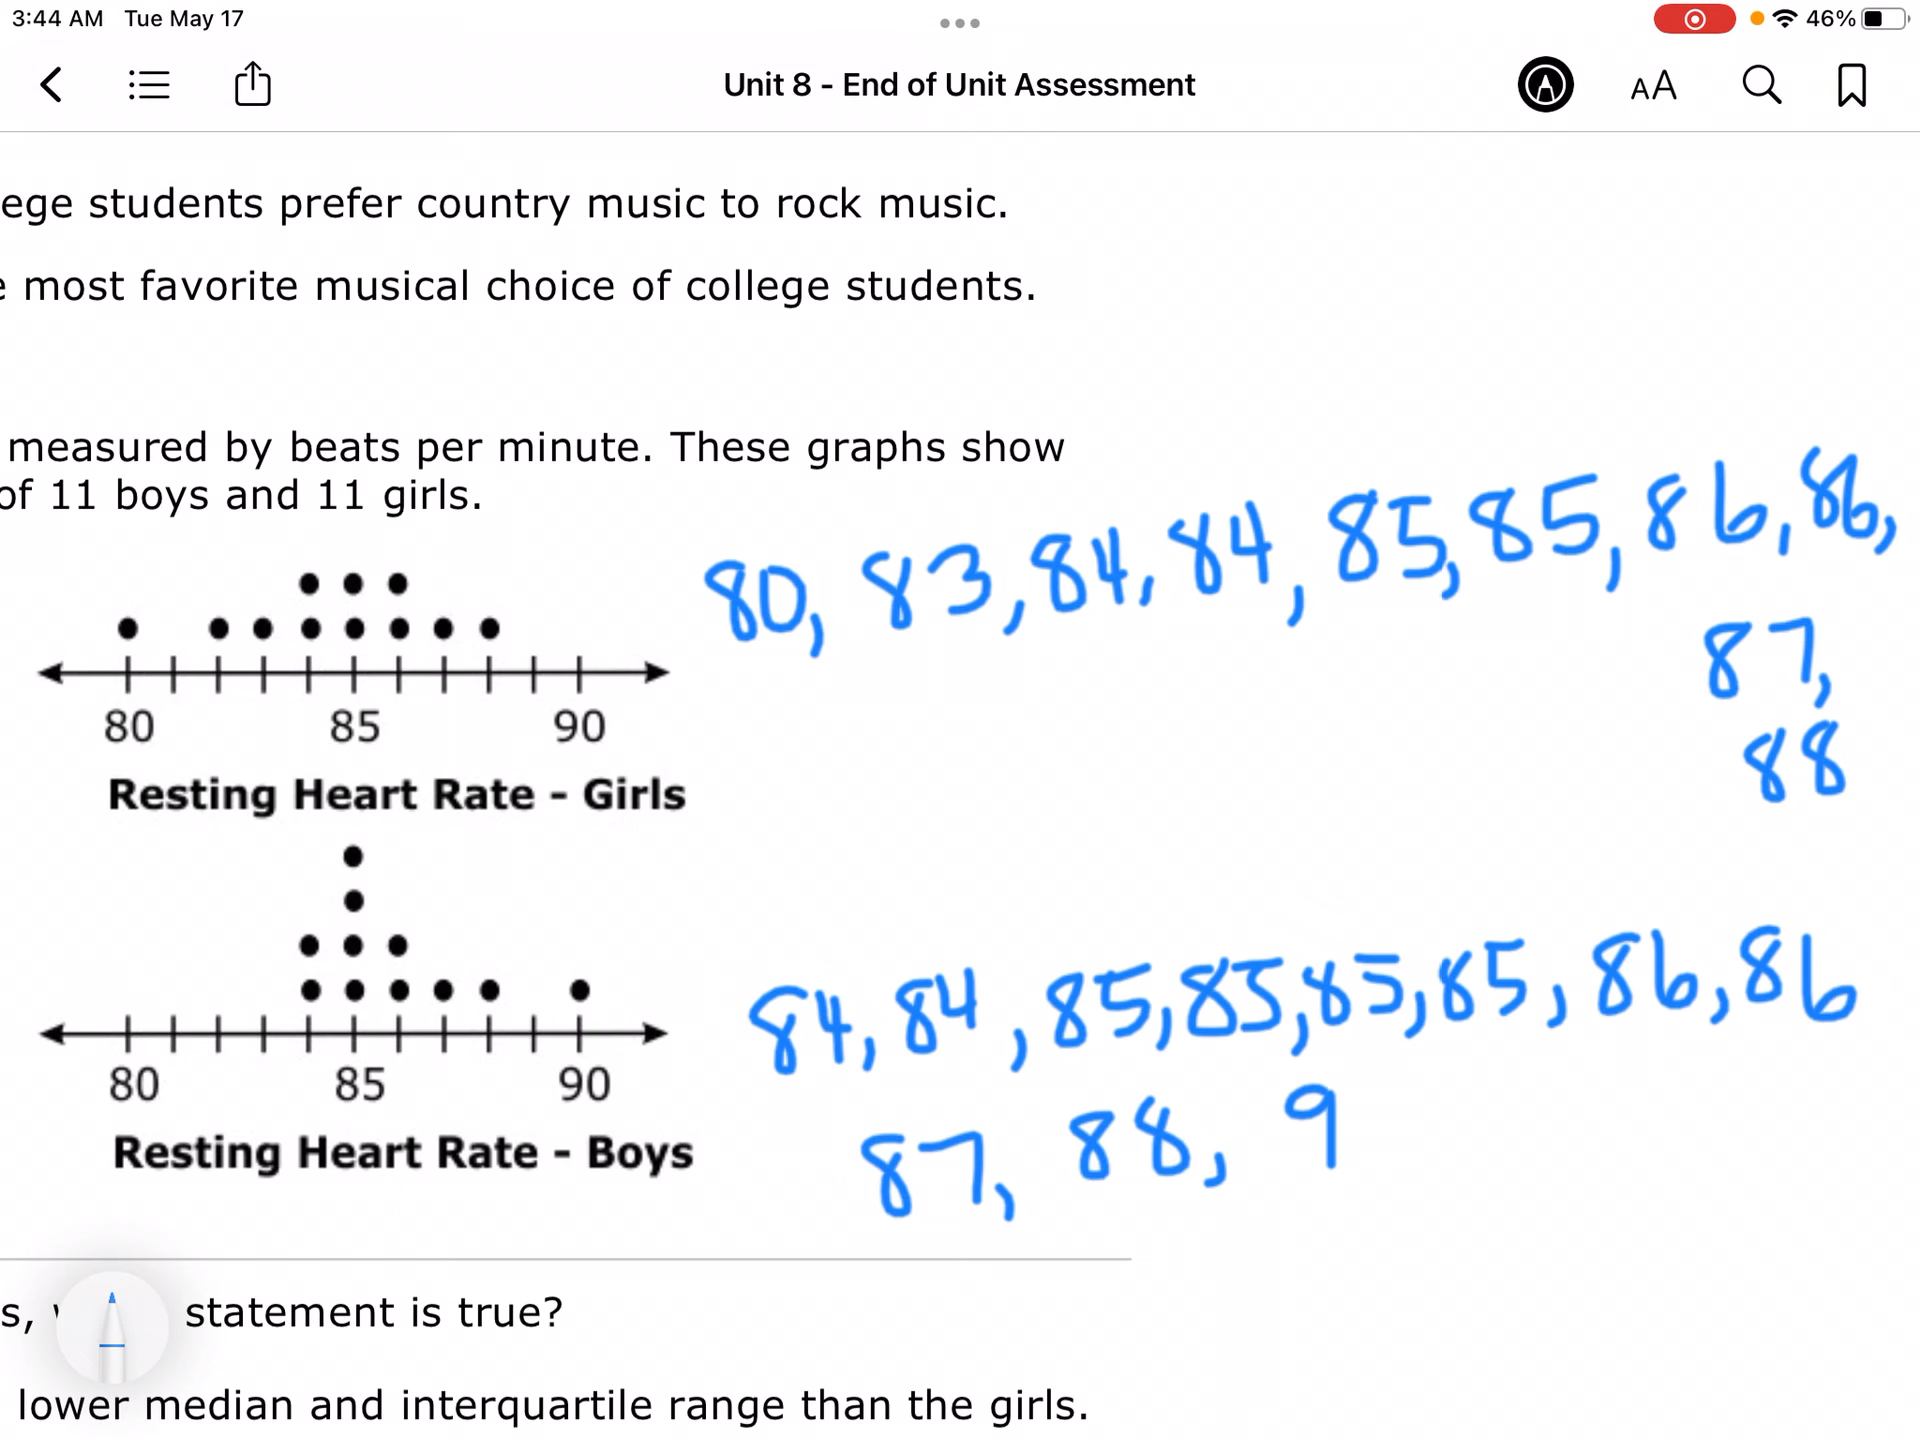 3:44 AM Tue May 17
46%
Unit 8 - End of Unit Assessment
AA
ege students prefer country music to rock music.
e most favorite musical choice of college students.
measured by beats per minute. These graphs show
of 11 boys and 11 girls.
80, 83, 84, 84, 85, 85, 86, 86,
87,
88
80 85 90
Resting Heart Rate - Girls
84, 84, 85, 85, 85, 85, 86, 86
87, 88, 9
80 85 90
Resting Heart Rate - Boys
s, statement is true?
lower median and interquartile range than the girls.